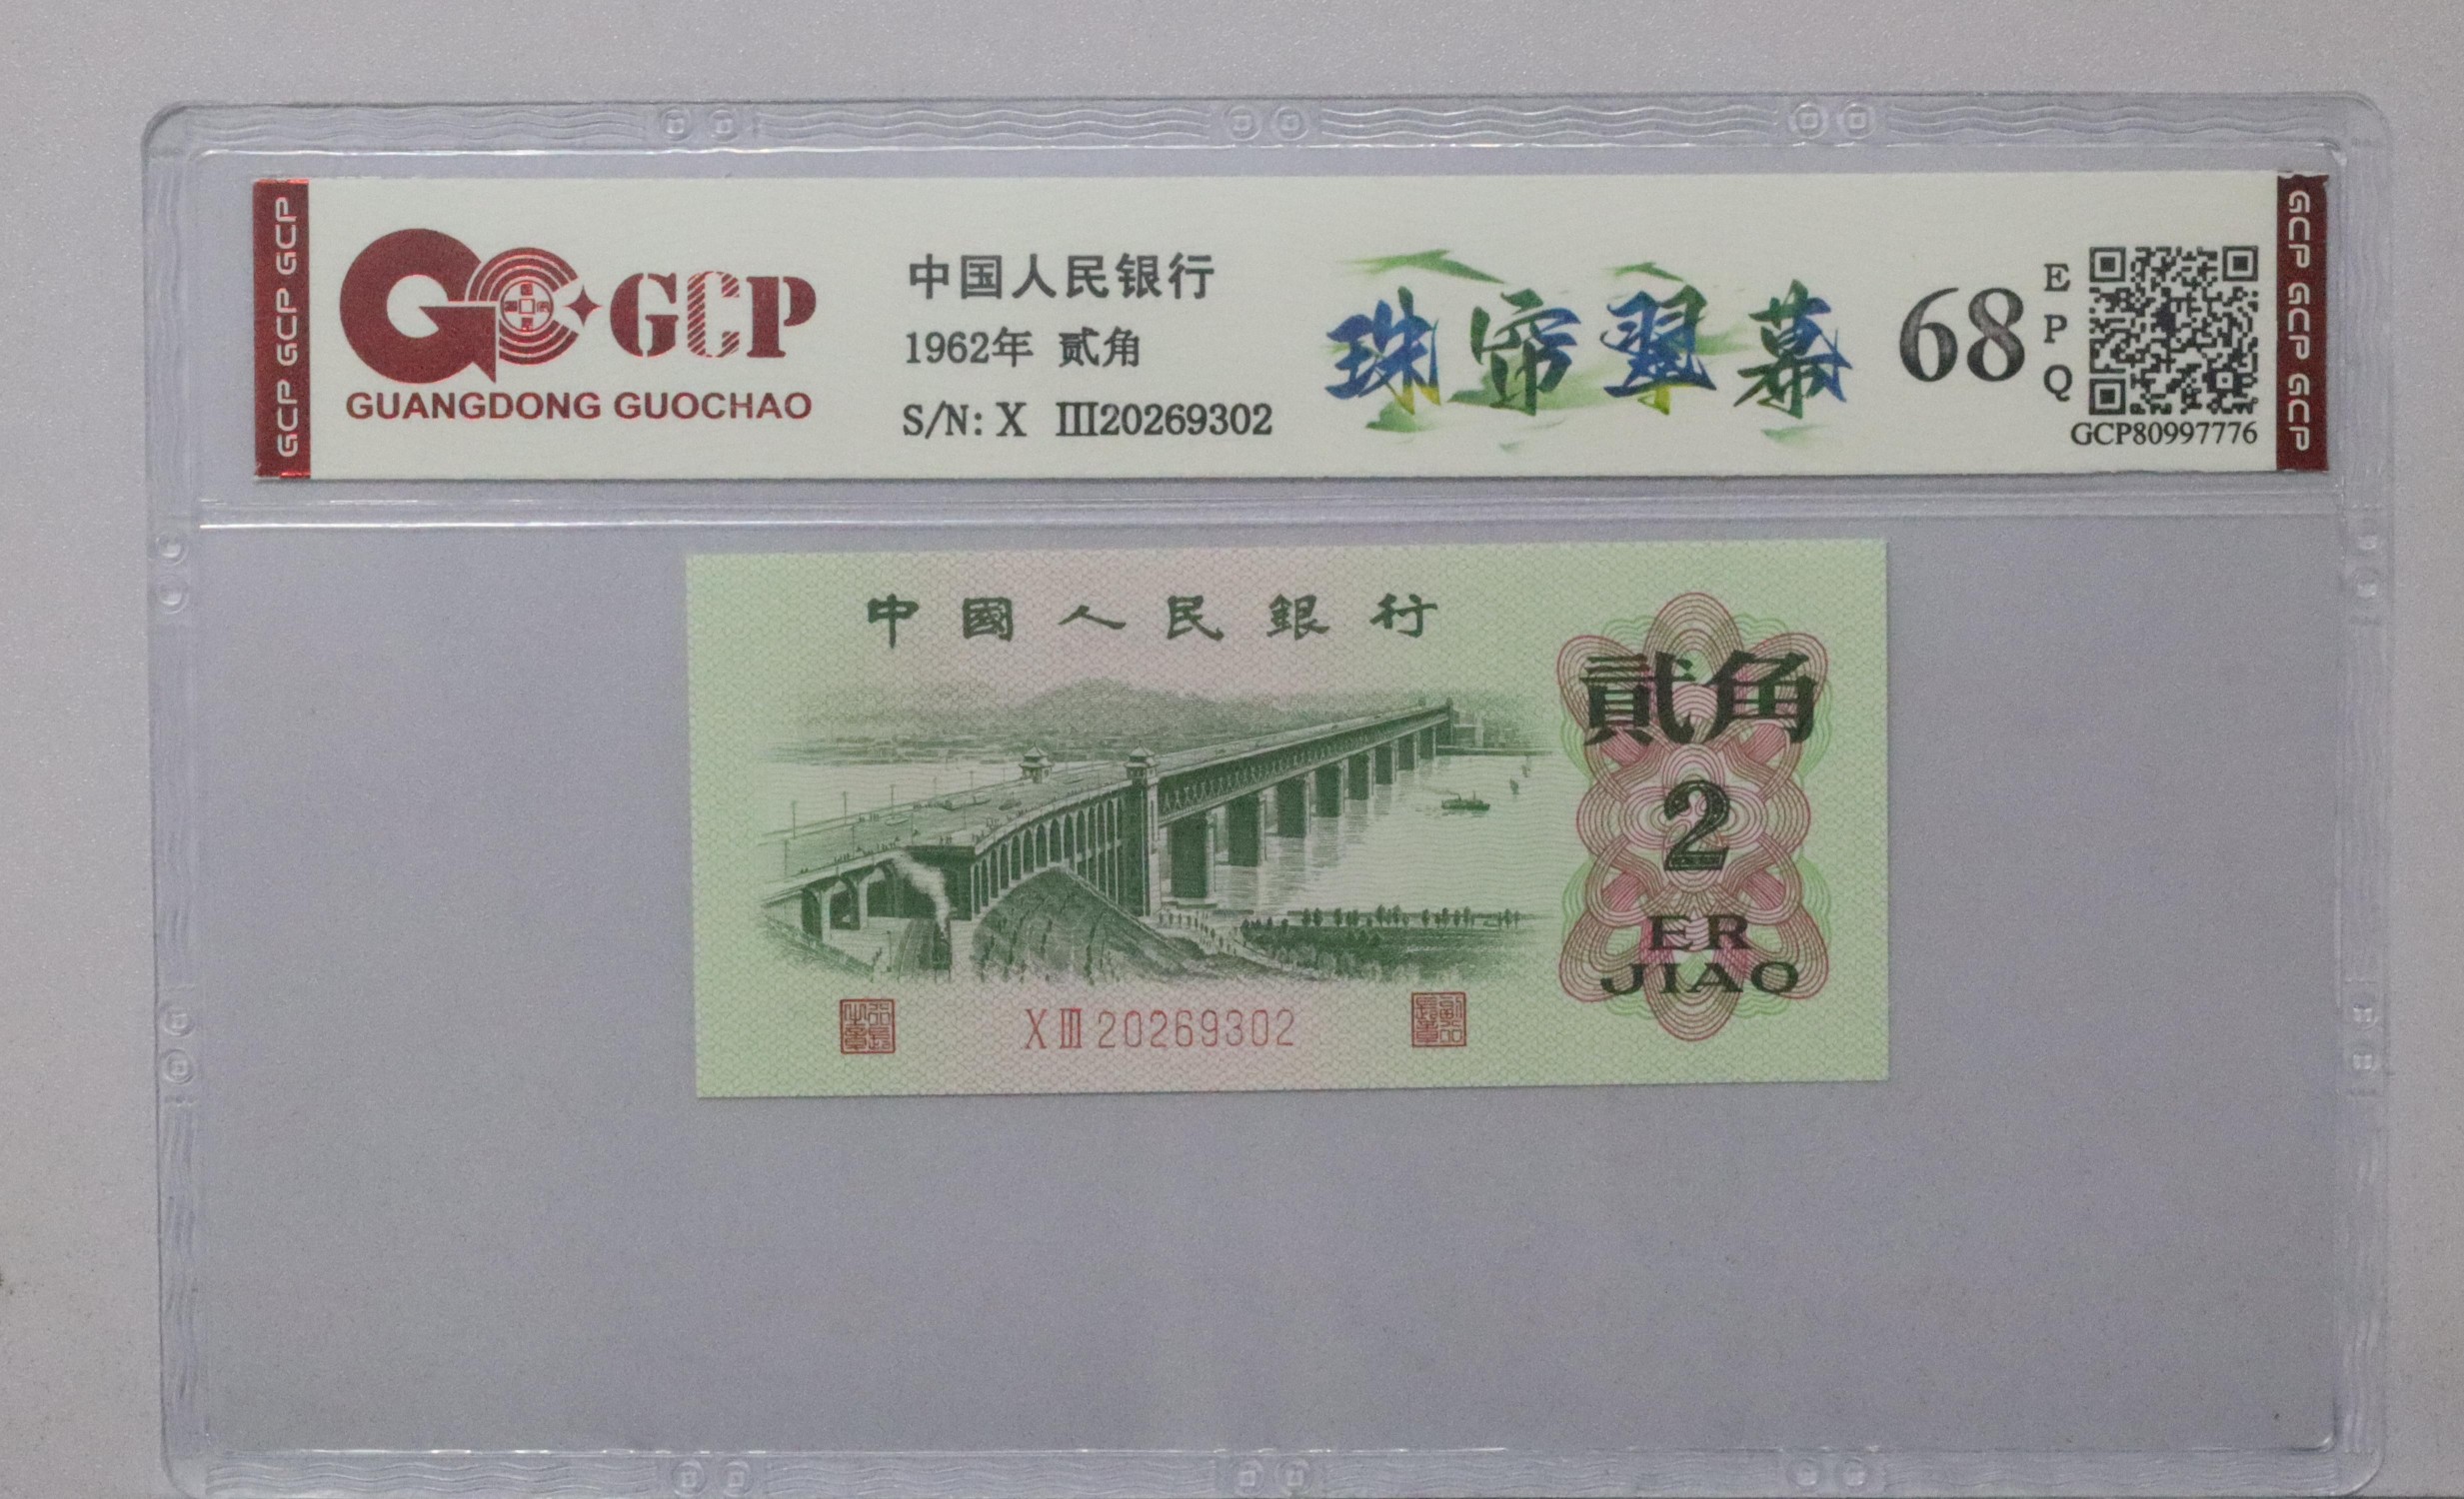 GCP GCP GCP
GCP
GUANGDONG GUOCHAO
中国人民银行
1962年 贰角
S/N: X III20269302
珠帘翠幕
68
EPQ
GCP80997776
GCP GCP GCP
中國人民銀行
貳角
2
ER
JIAO
X III 20269302